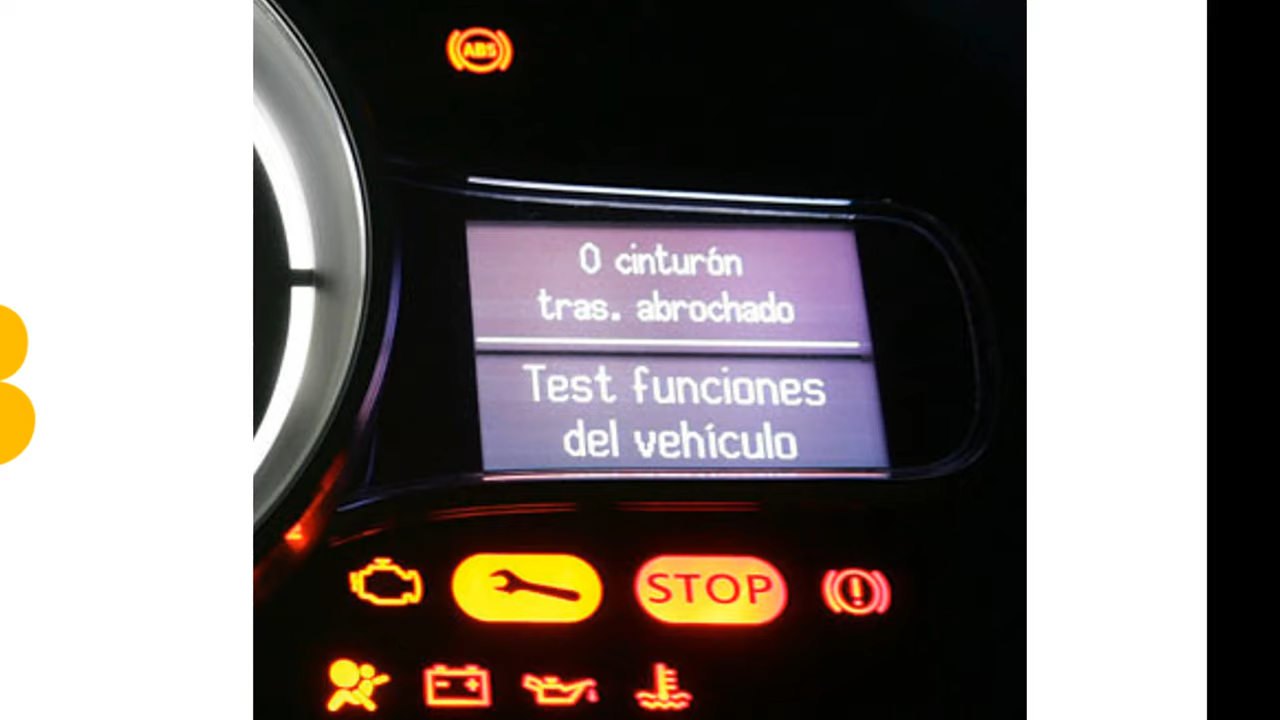 ABS
0 cinturón
tras. abrochado
Test funciones
del vehículo
STOP